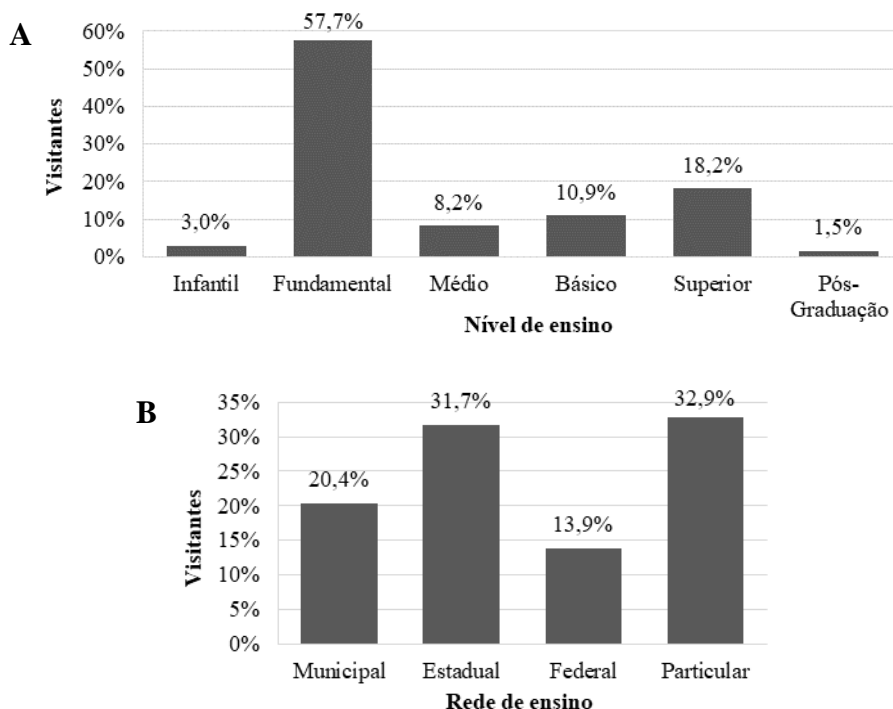 A
Visitantes
60%
50%
40%
30%
20%
10%
0%
3,0%
57,7%
8,2%
10,9%
18,2%
1,5%
Infantil
Fundamental
Médio
Básico
Superior
Pós-
Graduação
Nível de ensino
B
Visitantes
35%
30%
25%
20%
15%
10%
5%
0%
20,4%
31,7%
13,9%
32,9%
Municipal
Estadual
Federal
Particular
Rede de ensino